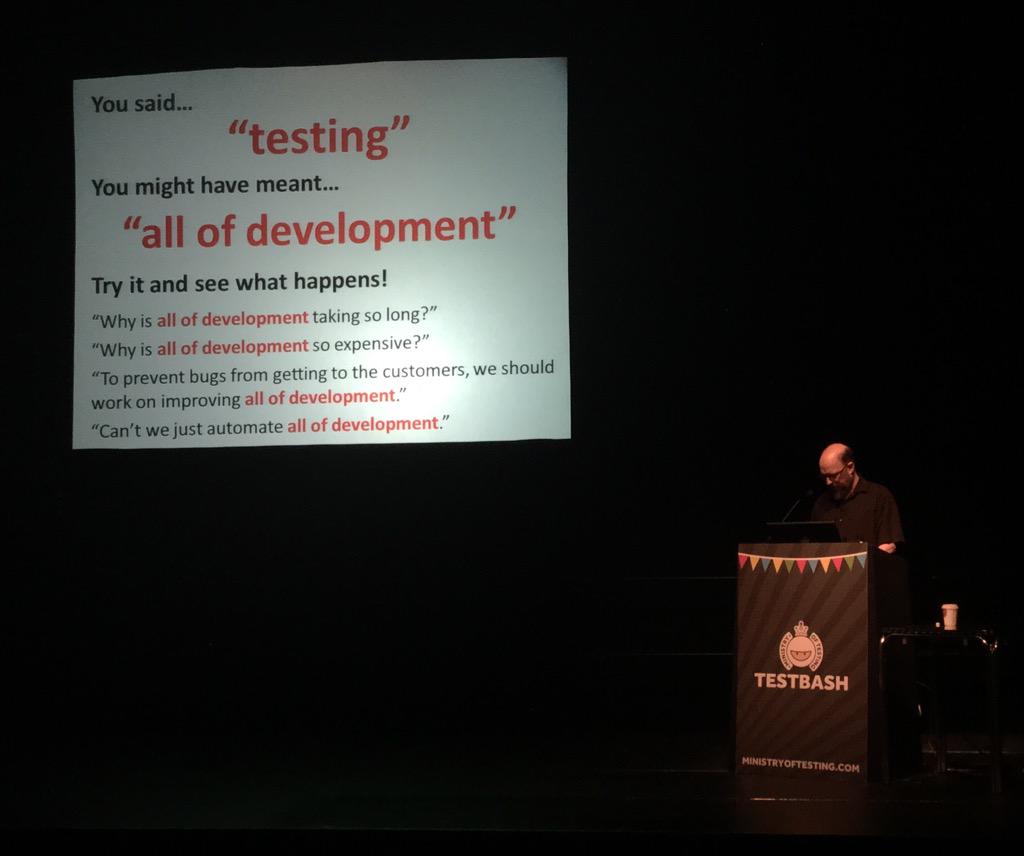 You said...
“testing”
You might have meant...
“all of development”
Try it and see what happens!
“Why is all of development taking so long?”
“Why is all of development so expensive?”
“To prevent bugs from getting to the customers, we should
work on improving all of development.”
“Can’t we just automate all of development.”
MINISTRY OF TESTING
TESTBASH
MINISTRYOFTESTING.COM